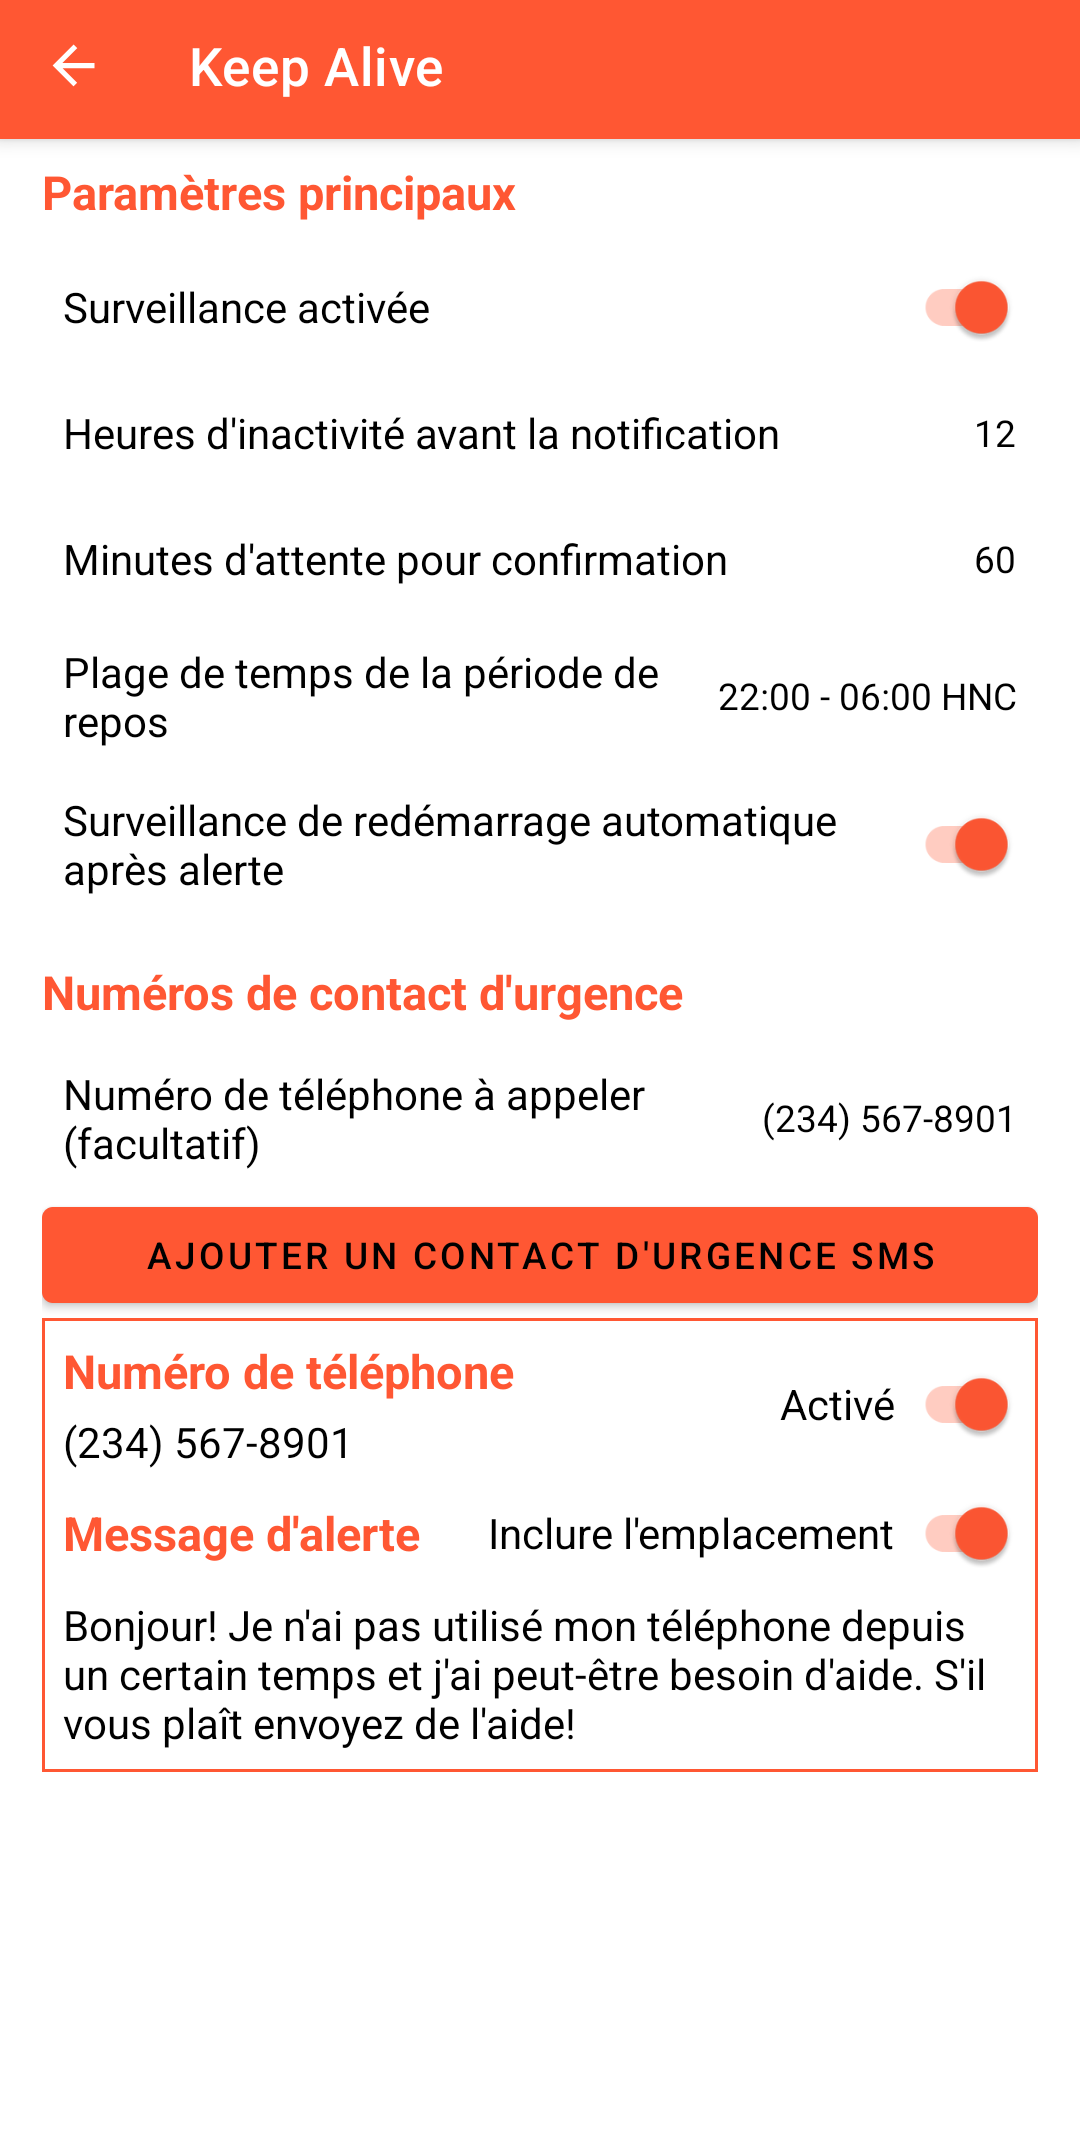 Keep Alive
Paramètres principaux
Surveillance activée
Heures d'inactivité avant la notification 12
Minutes d'attente pour confirmation 60
Plage de temps de la période de
repos
22:00 - 06:00 HNC
Surveillance de redémarrage automatique
après alerte
Numéros de contact d'urgence
Numéro de téléphone à appeler
(facultatif)
(234) 567-8901
AJOUTER UN CONTACT D'URGENCE SMS
Numéro de téléphone
(234) 567-8901
Activé
Message d'alerte Inclure l'emplacement
Bonjour! Je n'ai pas utilisé mon téléphone depuis
un certain temps et j'ai peut-être besoin d'aide. S'il
vous plaît envoyez de l'aide!